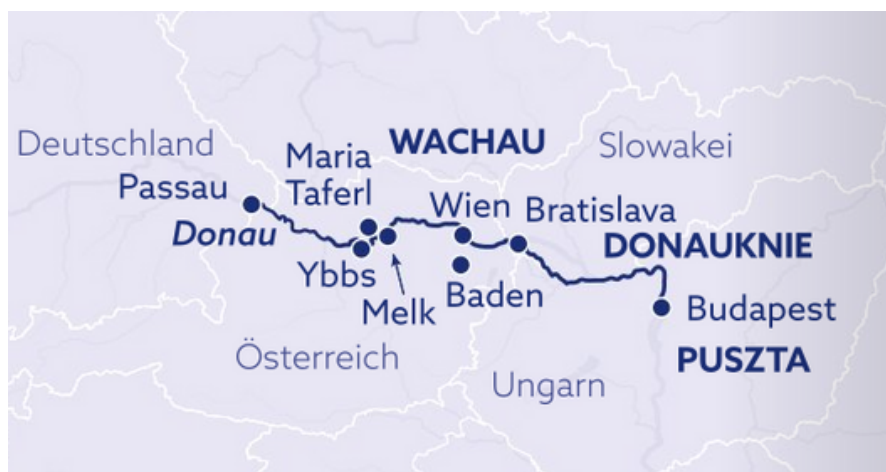 Deutschland
WACHAU
Slowakei
Maria
Taferl
Passau
Donau
Wien
Bratislava
DONAUKNIE
Ybbs
Melk
Baden
Budapest
Österreich
PUSZTA
Ungarn